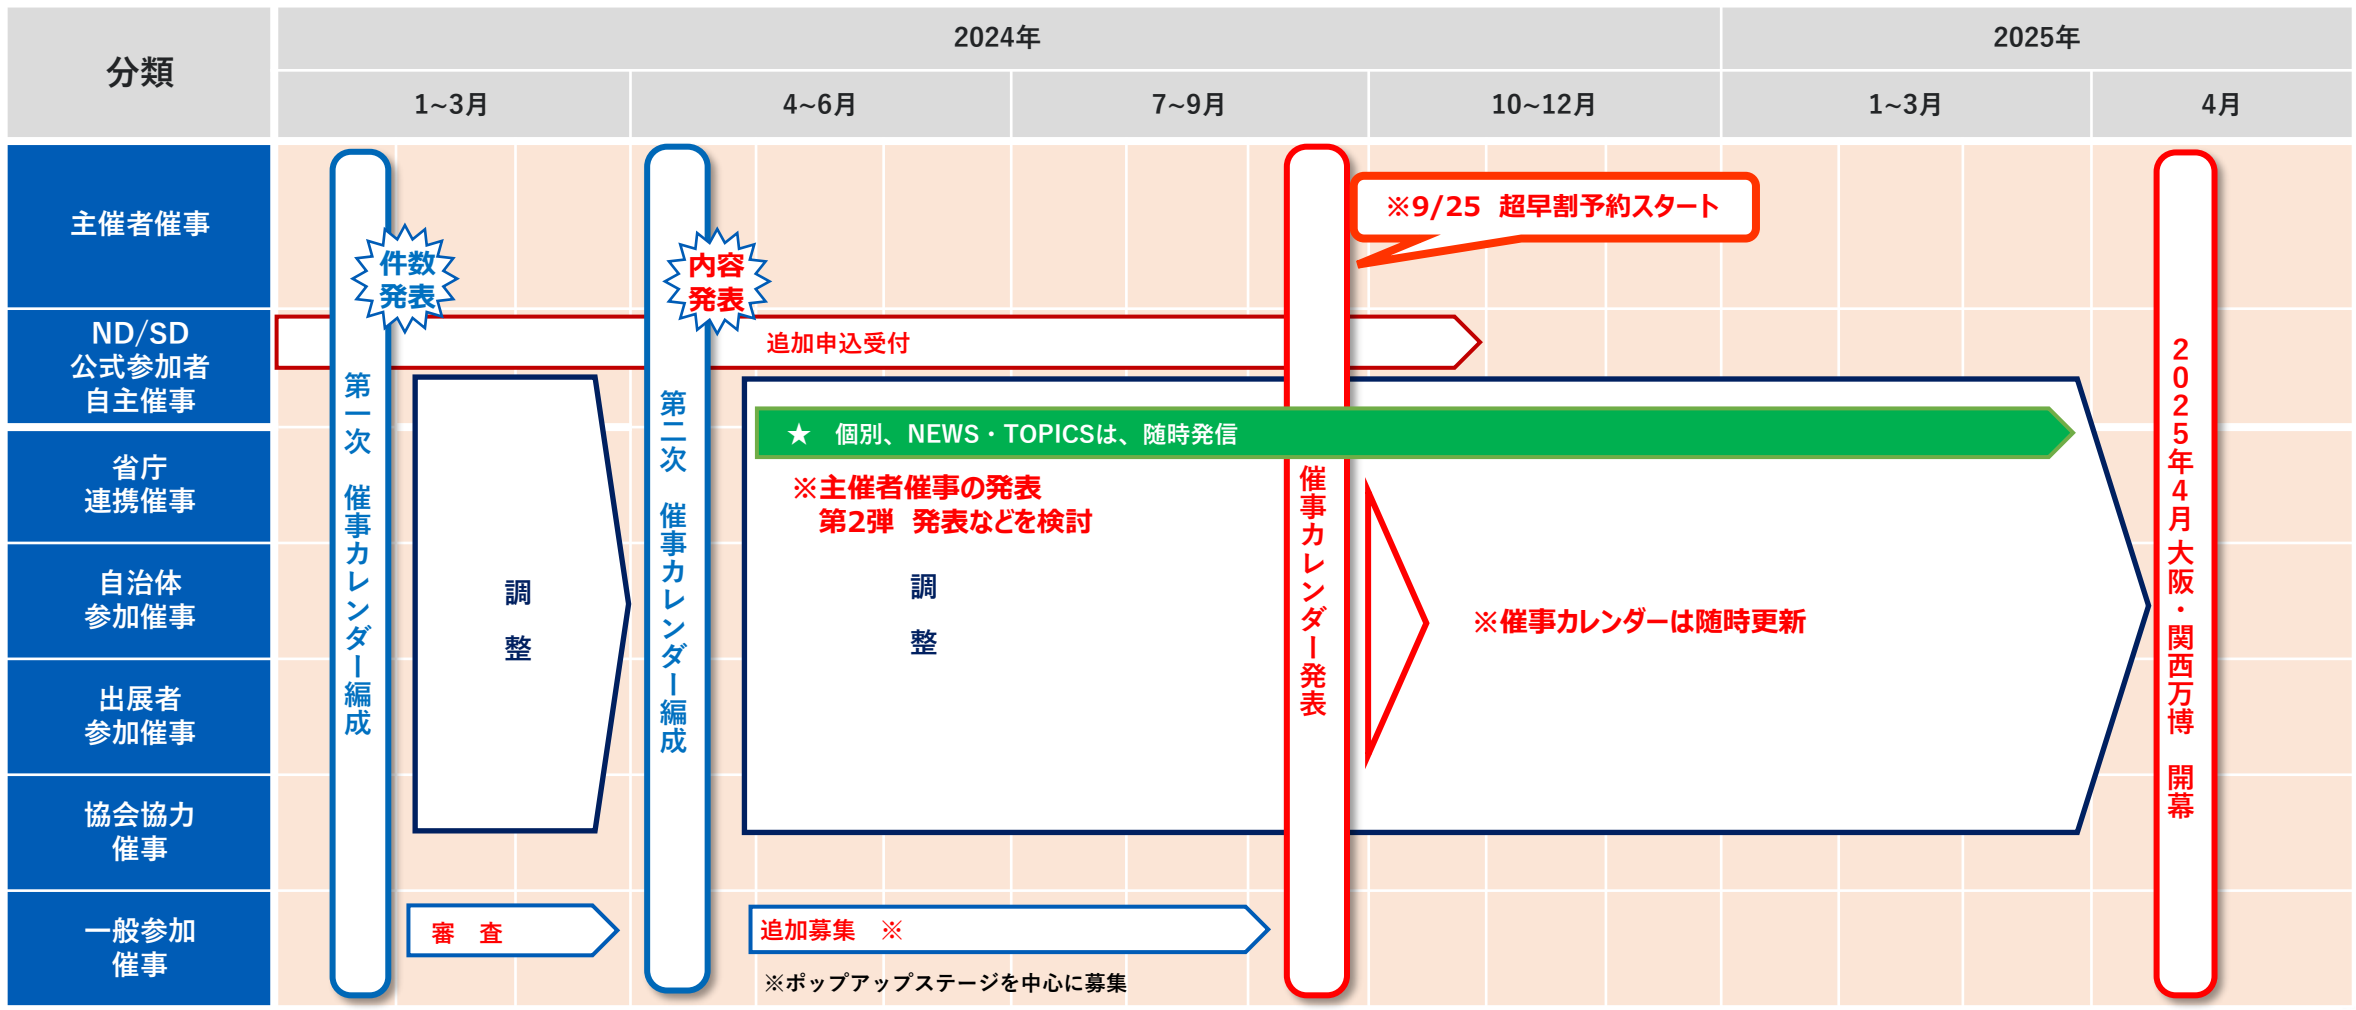 分類
2024年
2025年
1~3月
4~6月
7~9月
10~12月
1~3月
4月
主催者催事
ND/SD
公式参加者
自主催事
省庁
連携催事
自治体
参加催事
出展者
参加催事
協会協力
催事
一般参加
催事
件数
発表
第一次　催事カレンダー編成
内容
発表
第二次　催事カレンダー編成
※9/25　超早割予約スタート
追加申込受付
★　個別、NEWS・TOPICSは、随時発信
※主催者催事の発表
第2弾　発表などを検討
調
整
調
整
催事カレンダー発表
※催事カレンダーは随時更新
2025年4月大阪・関西万博　開幕
審　査
追加募集　※
※ポップアップステージを中心に募集